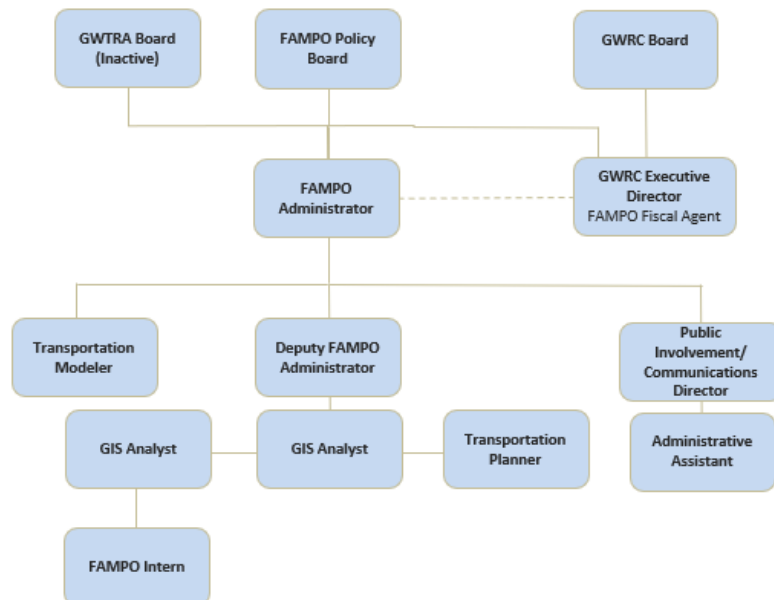 GWTRA Board
(Inactive)
FAMPO Policy
Board
GWRC Board
FAMPO
Administrator
GWRC Executive
Director
FAMPO Fiscal Agent
Transportation
Modeler
Deputy FAMPO
Administrator
Public
Involvement/
Communications
Director
GIS Analyst
GIS Analyst
Transportation
Planner
Administrative
Assistant
FAMPO Intern